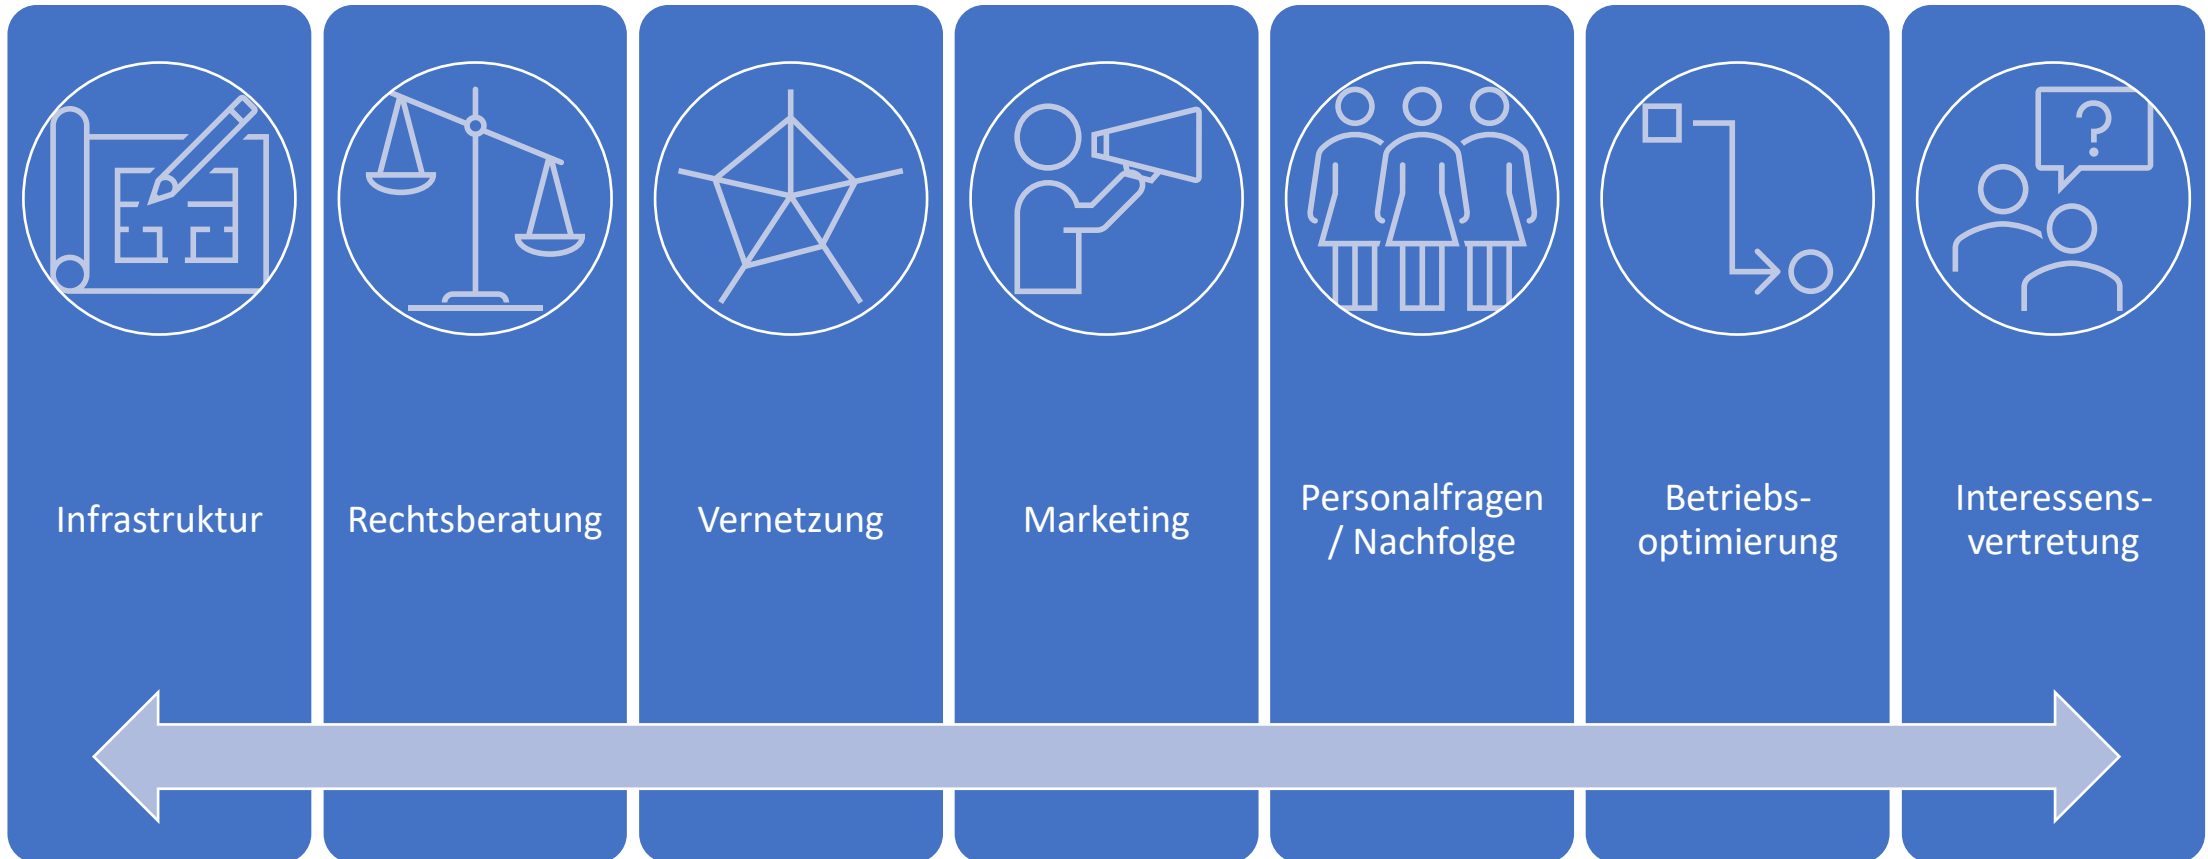 Infrastruktur
Rechtsberatung
Vernetzung
Marketing
Personalfragen
/ Nachfolge
Betriebs-
optimierung
Interessens-
vertretung
?